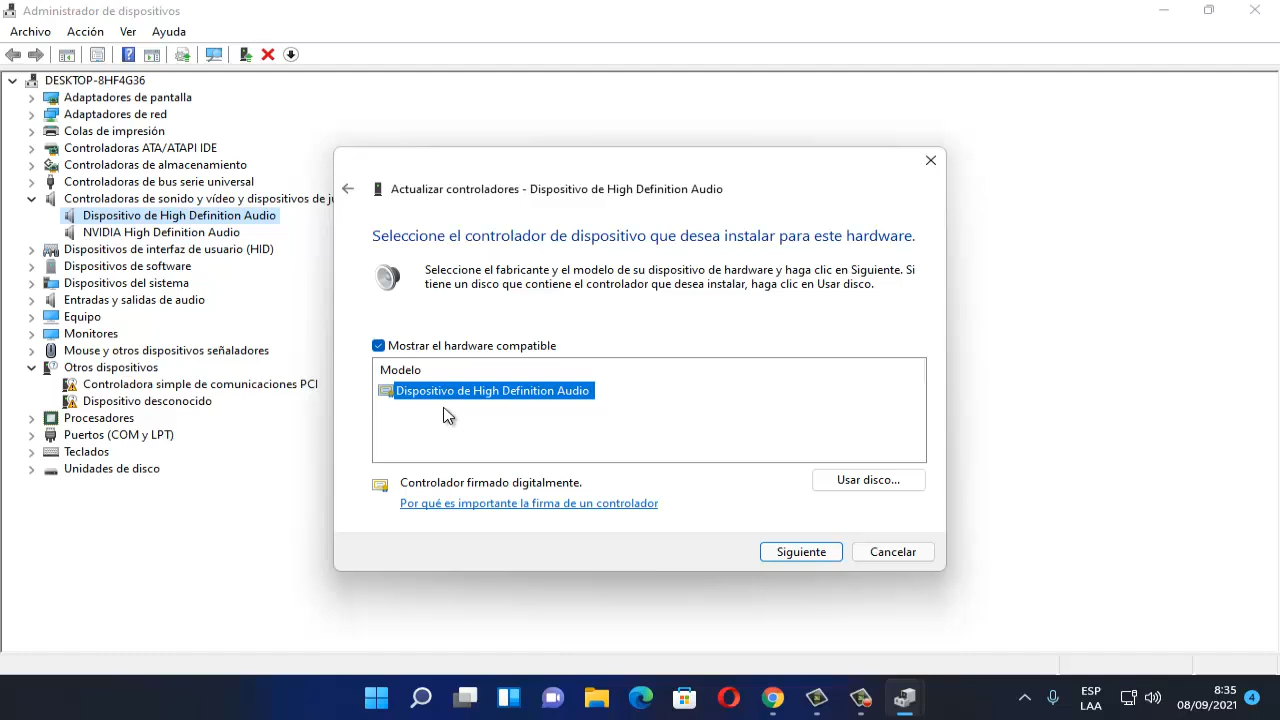 Administrador de dispositivos
Archivo Acción Ver Ayuda
DESKTOP-8HF4G36
Adaptadores de pantalla
Adaptadores de red
Colas de impresión
Controladoras ATA/ATAPI IDE
Controladoras de almacenamiento
Controladoras de bus serie universal
Controladoras de sonido y vídeo y dispositivos de ju
Dispositivo de High Definition Audio
NVIDIA High Definition Audio
Dispositivos de interfaz de usuario (HID)
Dispositivos de software
Dispositivos del sistema
Entradas y salidas de audio
Equipo
Monitores
Mouse y otros dispositivos señaladores
Otros dispositivos
Controladora simple de comunicaciones PCI
Dispositivo desconocido
Procesadores
Puertos (COM y LPT)
Teclados
Unidades de disco
Actualizar controladores - Dispositivo de High Definition Audio
Seleccione el controlador de dispositivo que desea instalar para este hardware.
Seleccione el fabricante y el modelo de su dispositivo de hardware y haga clic en Siguiente. Si
tiene un disco que contiene el controlador que desea instalar, haga clic en Usar disco.
Mostrar el hardware compatible
Modelo
Dispositivo de High Definition Audio
Controlador firmado digitalmente.
Usar disco...
Por qué es importante la firma de un controlador
Siguiente Cancelar
ESP
LAA
8:35
08/09/2021
4